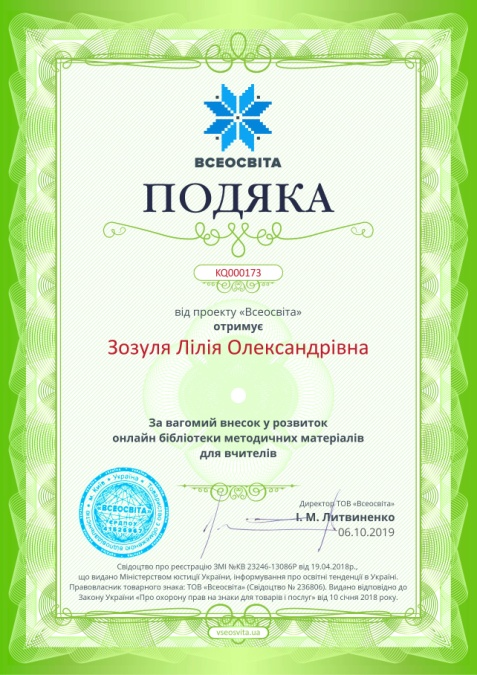 ВСЕОСВІТА
ПОДЯКА
KQ000173
від проекту «Всеосвіта»
отримує
Зозуля Лілія Олександрівна
За вагомий внесок у розвиток
онлайн бібліотеки методичних матеріалів
для вчителів
ВСЕОСВІТА
Директор ТОВ «Всеосвіта»
І. М. Литвиненко
06.10.2019
Свідоцтво про реєстрацію ЗМІ №КВ 23246-13086Р від 19.04.2018р.,
що видано Міністерством юстиції України, інформування про освітні тенденції в Україні.
Правовласник товарного знака: ТОВ «Всеосвіта» (Свідоцтво № 236806). Видано відповідно до
Закону України «Про охорону прав на знаки для товарів і послуг» від 10 січня 2018 року.
vseosvita.ua